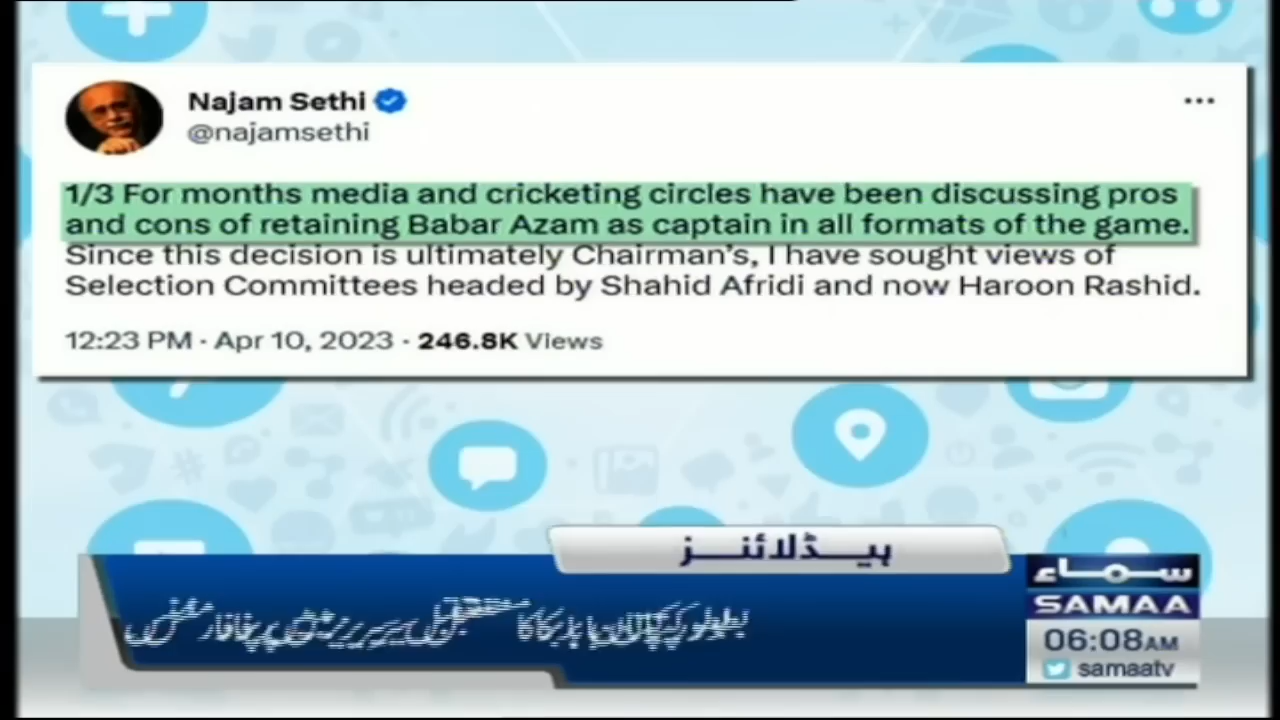 Najam Sethi
@najamsethi
1/3 For months media and cricketing circles have been discussing pros
and cons of retaining Babar Azam as captain in all formats of the game.
Since this decision is ultimately Chairman's, I have sought views of
Selection Committees headed by Shahid Afridi and now Haroon Rashid.
12:23 PM · Apr 10, 2023 · 246.8K Views
ہیڈلائنز
سماء
SAMAA
06:08AM
samaatv